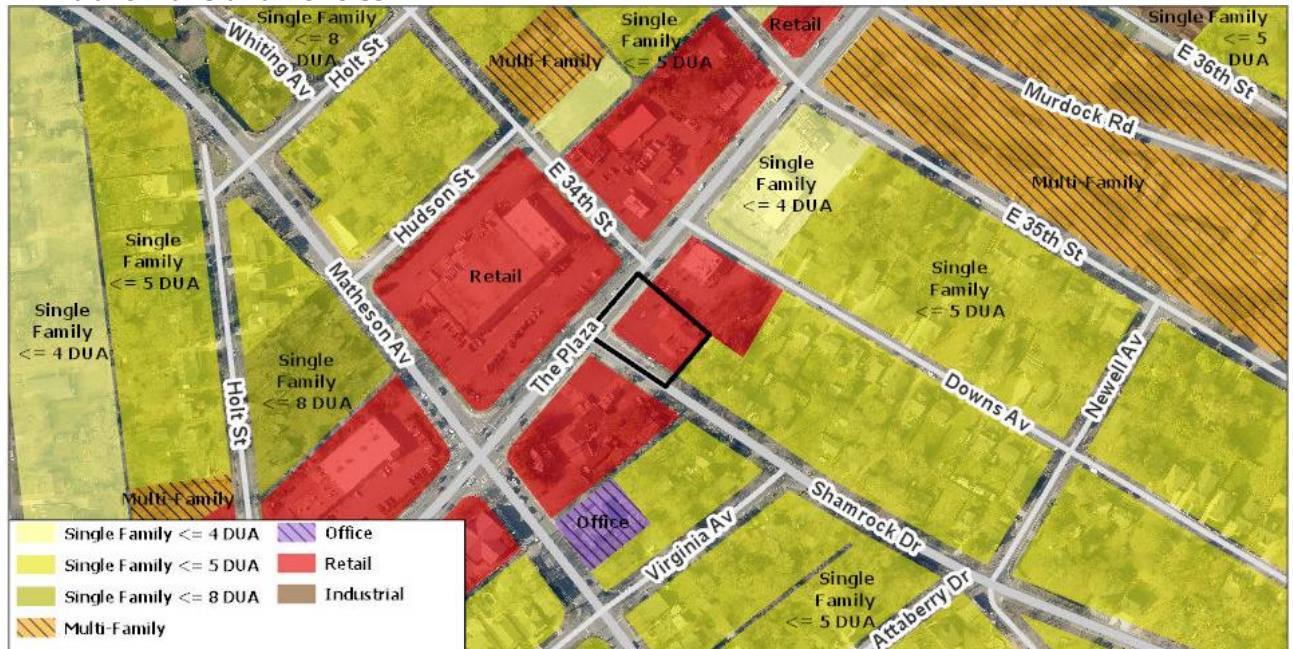 Single Family
<= 8
DUA
Whiting Av
Holt St
Multi-Family
Single
Family
<= 5 DUA
Retail
Single Family
<= 5
DUA
E 36th St
Murdock Rd
Multi-Family
E 35th St
Single
Family
<= 4 DUA
E 34th St
Hudson St
Single
Family
<= 5 DUA
Single
Family
<= 4 DUA
Matheson Av
Retail
The Plaza
Single
Family
<= 5 DUA
Newell Av
Downs Av
Single
Family
<= 8 DUA
Holt St
Multi-Family
Office
Virginia Av
Shamrock Dr
Single
Family
<= 5 DUA
Attaberry Dr
Single Family <= 4 DUA
Single Family <= 5 DUA
Single Family <= 8 DUA
Multi-Family
Office
Retail
Industrial